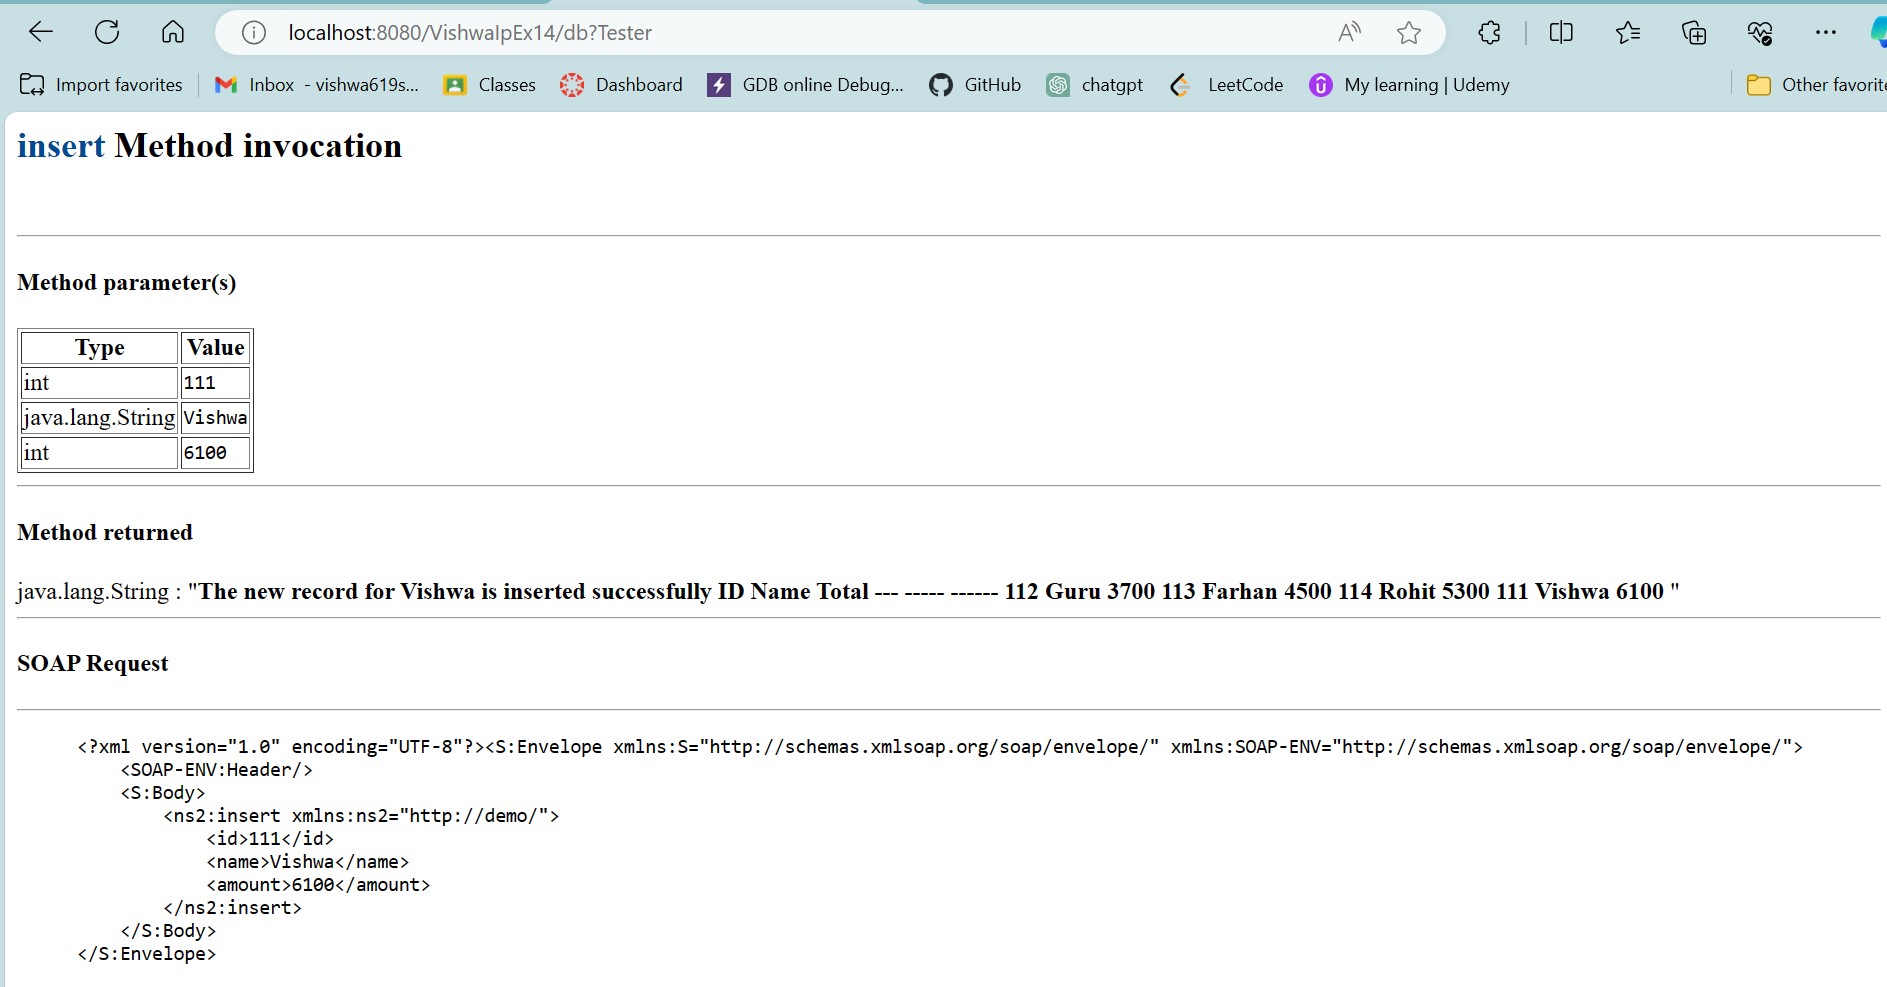 localhost:8080/VishwaIpEx14/db?Tester
Import favorites Inbox - vishwa619s... Classes Dashboard GDB online Debug... GitHub chatgpt LeetCode My learning | Udemy Other favorite
insert Method invocation
Method parameter(s)
Type Value
int 111
java.lang.String Vishwa
int 6100
Method returned
java.lang.String : "The new record for Vishwa is inserted successfully ID Name Total --- ----- ------ 112 Guru 3700 113 Farhan 4500 114 Rohit 5300 111 Vishwa 6100 "
SOAP Request
<?xml version="1.0" encoding="UTF-8"?><S:Envelope xmlns:S="http://schemas.xmlsoap.org/soap/envelope/" xmlns:SOAP-ENV="http://schemas.xmlsoap.org/soap/envelope/">
<SOAP-ENV:Header/>
<S:Body>
<ns2:insert xmlns:ns2="http://demo/">
<id>111</id>
<name>Vishwa</name>
<amount>6100</amount>
</ns2:insert>
</S:Body>
</S:Envelope>